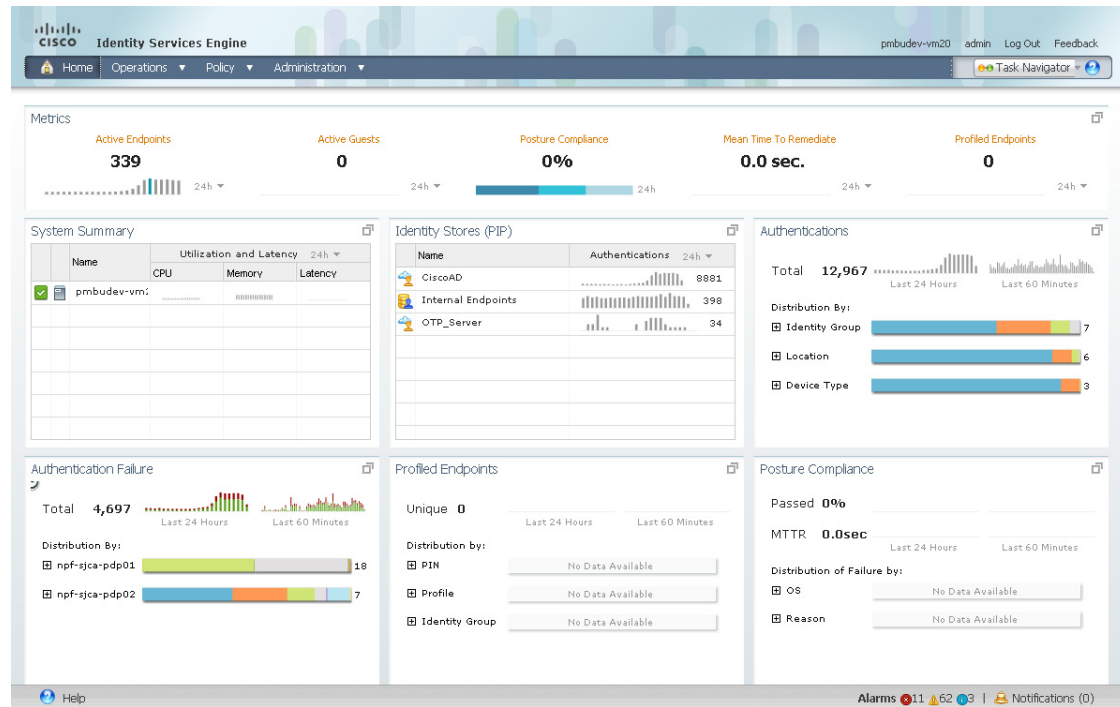 CISCO Identity Services Engine
pmbudev-vm20 admin Log Out Feedback
Home Operations Policy Administration
Task Navigator
Metrics
Active Endpoints
339
24h
Active Guests
0
24h
Posture Compliance
0%
24h
Mean Time To Remediate
0.0 sec.
24h
Profiled Endpoints
0
24h
System Summary
Name
Utilization and Latency 24h
CPU Memory Latency
pmbudev-vm2
Identity Stores (PIP)
Name Authentications 24h
CiscoAD 8881
Internal Endpoints 398
OTP_Server 34
Authentications
Total 12,967
Last 24 Hours Last 60 Minutes
Distribution By:
Identity Group 7
Location 6
Device Type 3
Authentication Failure
Total 4,697
Last 24 Hours Last 60 Minutes
Distribution By:
npf-sjca-pdp01 18
npf-sjca-pdp02 7
Profiled Endpoints
Unique 0
Last 24 Hours Last 60 Minutes
Distribution by:
PIN No Data Available
Profile No Data Available
Identity Group No Data Available
Posture Compliance
Passed 0%
MTTR 0.0sec
Last 24 Hours Last 60 Minutes
Distribution of Failure by:
OS No Data Available
Reason No Data Available
Help
Alarms 11 62 3 | Notifications (0)